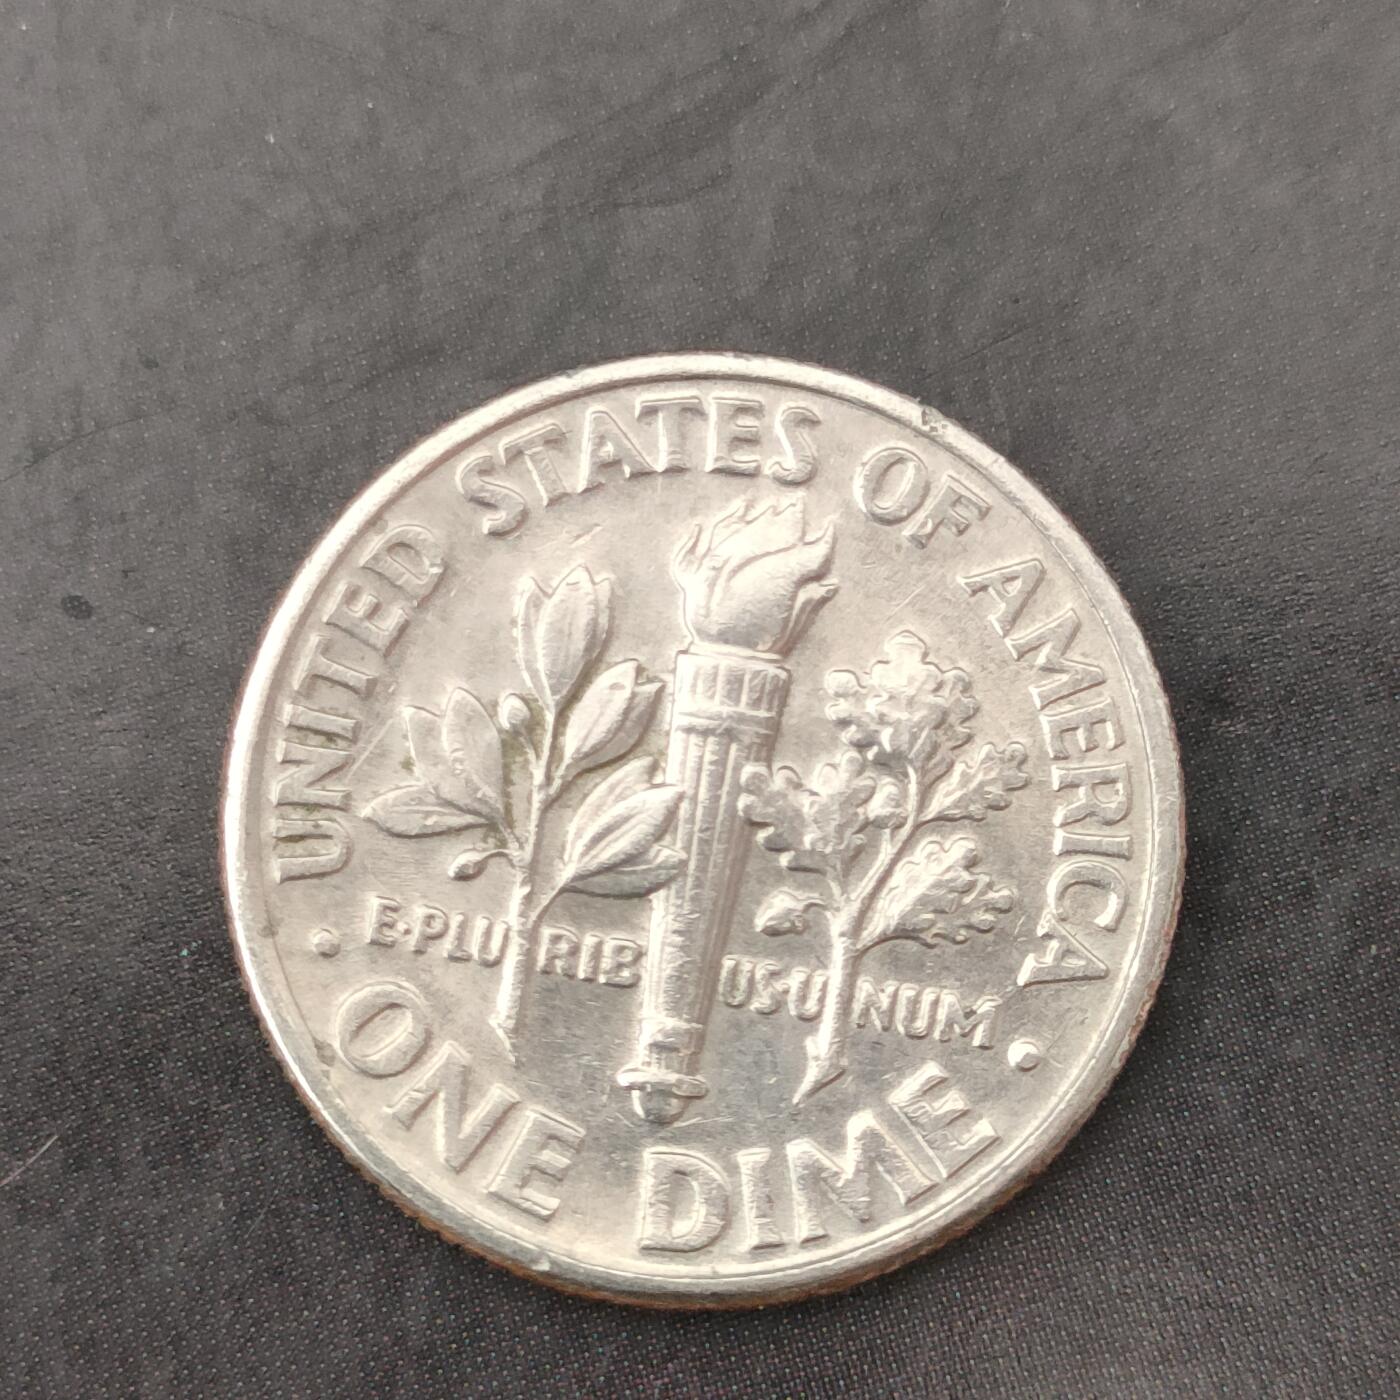 UNITED STATES OF AMERICA
E·PLURIBUS·UNUM
· ONE DIME ·